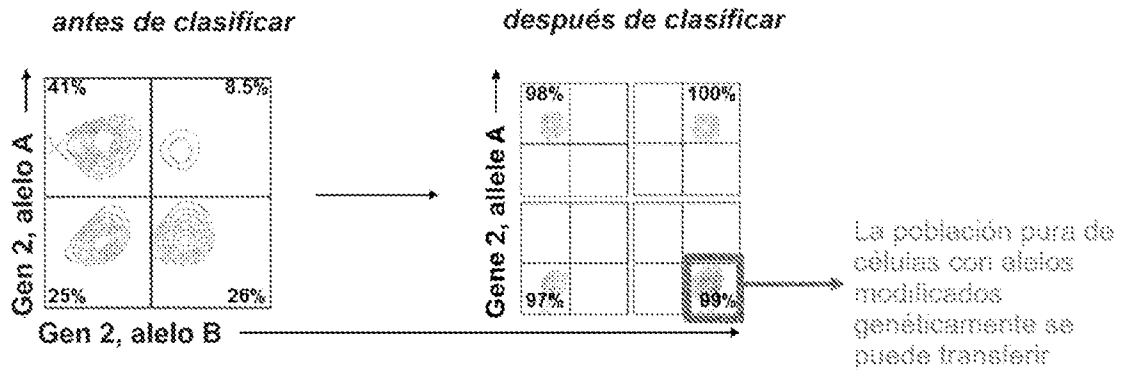 antes de clasificar
después de clasificar
41%
8.5%
25%
26%
Gen 2, alelo A
Gen 2, alelo B
98%
100%
97%
99%
Gene 2, allele A
La población pura de
células con alelos
modificados
genéticamente se
puede transferir